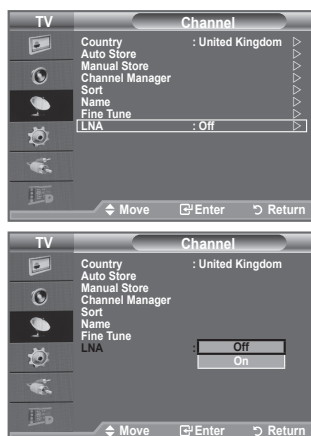 TV Channel
Country : United Kingdom
Auto Store
Manual Store
Channel Manager
Sort
Name
Fine Tune
LNA : Off
Move Enter Return
TV Channel
Country : United Kingdom
Auto Store
Manual Store
Channel Manager
Sort
Name
Fine Tune
LNA : Off
On
Move Enter Return